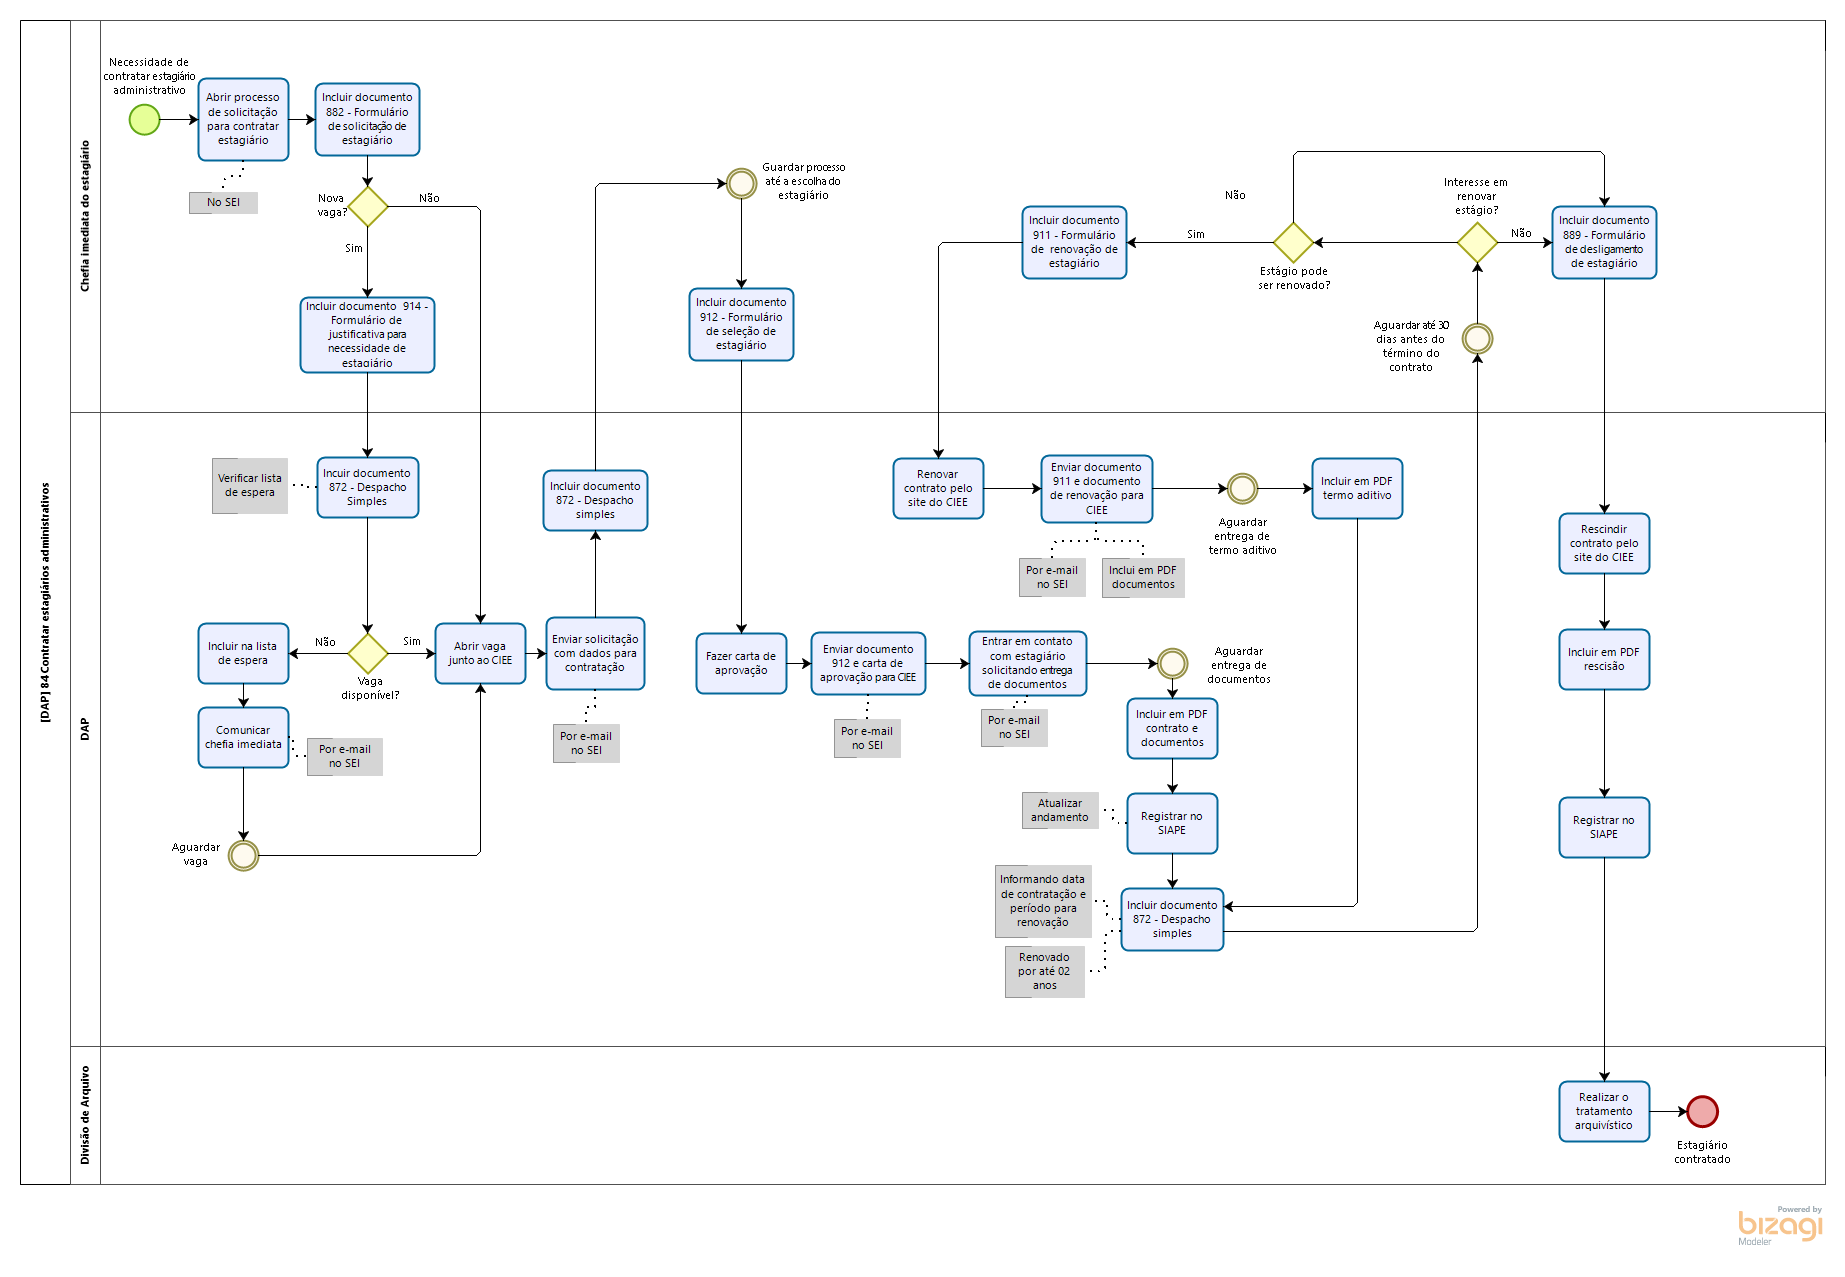 [DAP] 84 Contratar estagiários administrativos
Chefia imediata do estagiário
Necessidade de
contratar estagiário
administrativo
Abrir processo
de solicitação
para contratar
estagiário
No SEI
Incluir documento
882 - Formulário
de solicitação de
estagiário
Nova
vaga?
Não
Sim
Incluir documento 914 -
Formulário de
justificativa para
necessidade de
estagiário
Guardar processo
até a escolha do
estagiário
Incluir documento
912 - Formulário
de seleção de
estagiário
Incluir documento
911 - Formulário
de renovação de
estagiário
Sim
Não
Estágio pode
ser renovado?
Interesse em
renovar
estágio?
Não
Incluir documento
889 - Formulário
de desligamento
de estagiário
Aguardar até 30
dias antes do
término do
contrato
DAP
Verificar lista
de espera
Incuir documento
872 - Despacho
Simples
Incluir na lista
de espera
Não
Vaga
disponível?
Sim
Comunicar
chefia imediata
Por e-mail
no SEI
Aguardar
vaga
Abrir vaga
junto ao CIEE
Enviar solicitação
com dados para
contratação
Por e-mail
no SEI
Incluir documento
872 - Despacho
simples
Fazer carta de
aprovação
Enviar documento
912 e carta de
aprovação para CIEE
Por e-mail
no SEI
Entrar em contato
com estagiário
solicitando entrega
de documentos
Por e-mail
no SEI
Aguardar
entrega de
documentos
Incluir em PDF
contrato e
documentos
Atualizar
andamento
Registrar no
SIAPE
Informando data
de contratação e
período para
renovação
Renovado
por até 02
anos
Incluir documento
872 - Despacho
simples
Renovar
contrato pelo
site do CIEE
Enviar documento
911 e documento
de renovação para
CIEE
Por e-mail
no SEI
Inclui em PDF
documentos
Aguardar
entrega de
termo aditivo
Incluir em PDF
termo aditivo
Rescindir
contrato pelo
site do CIEE
Incluir em PDF
rescisão
Registrar no
SIAPE
Divisão de Arquivo
Realizar o
tratamento
arquivístico
Estagiário
contratado
Powered by
bizagi
Modeler